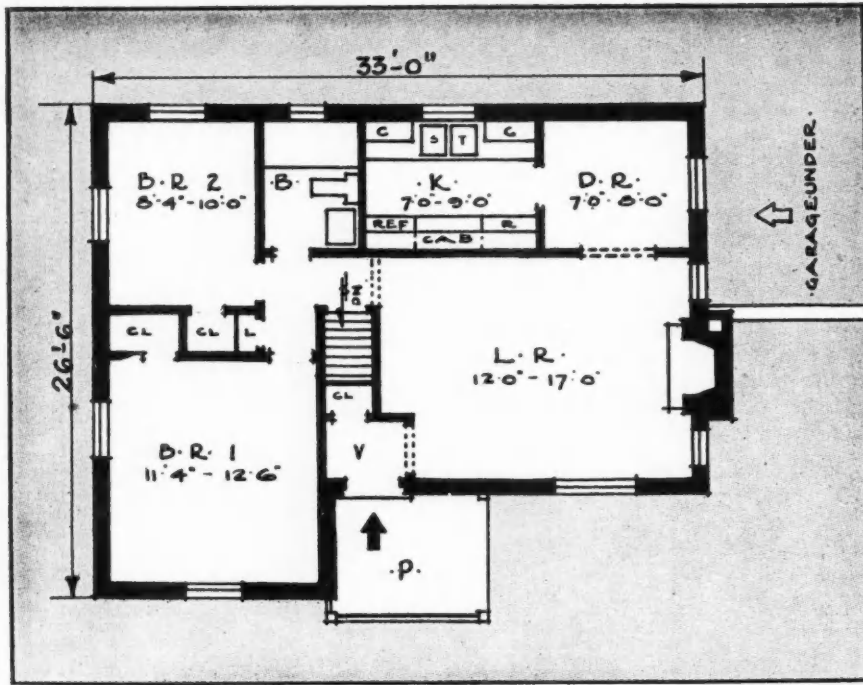 33'-0"
26'-6"
B. R. 2
8'-4" - 10'-0"
.B.
C
S
T
C
.K.
7'-0" - 9'-0"
REF
CAB
R
D. R.
7'-0" 8'-0"
.GARAGE UNDER.
DN
CL
CL
L
L. R.
12'-0" - 17'-0"
CL
V
B. R. 1
11'-4" - 12'-6"
.P.